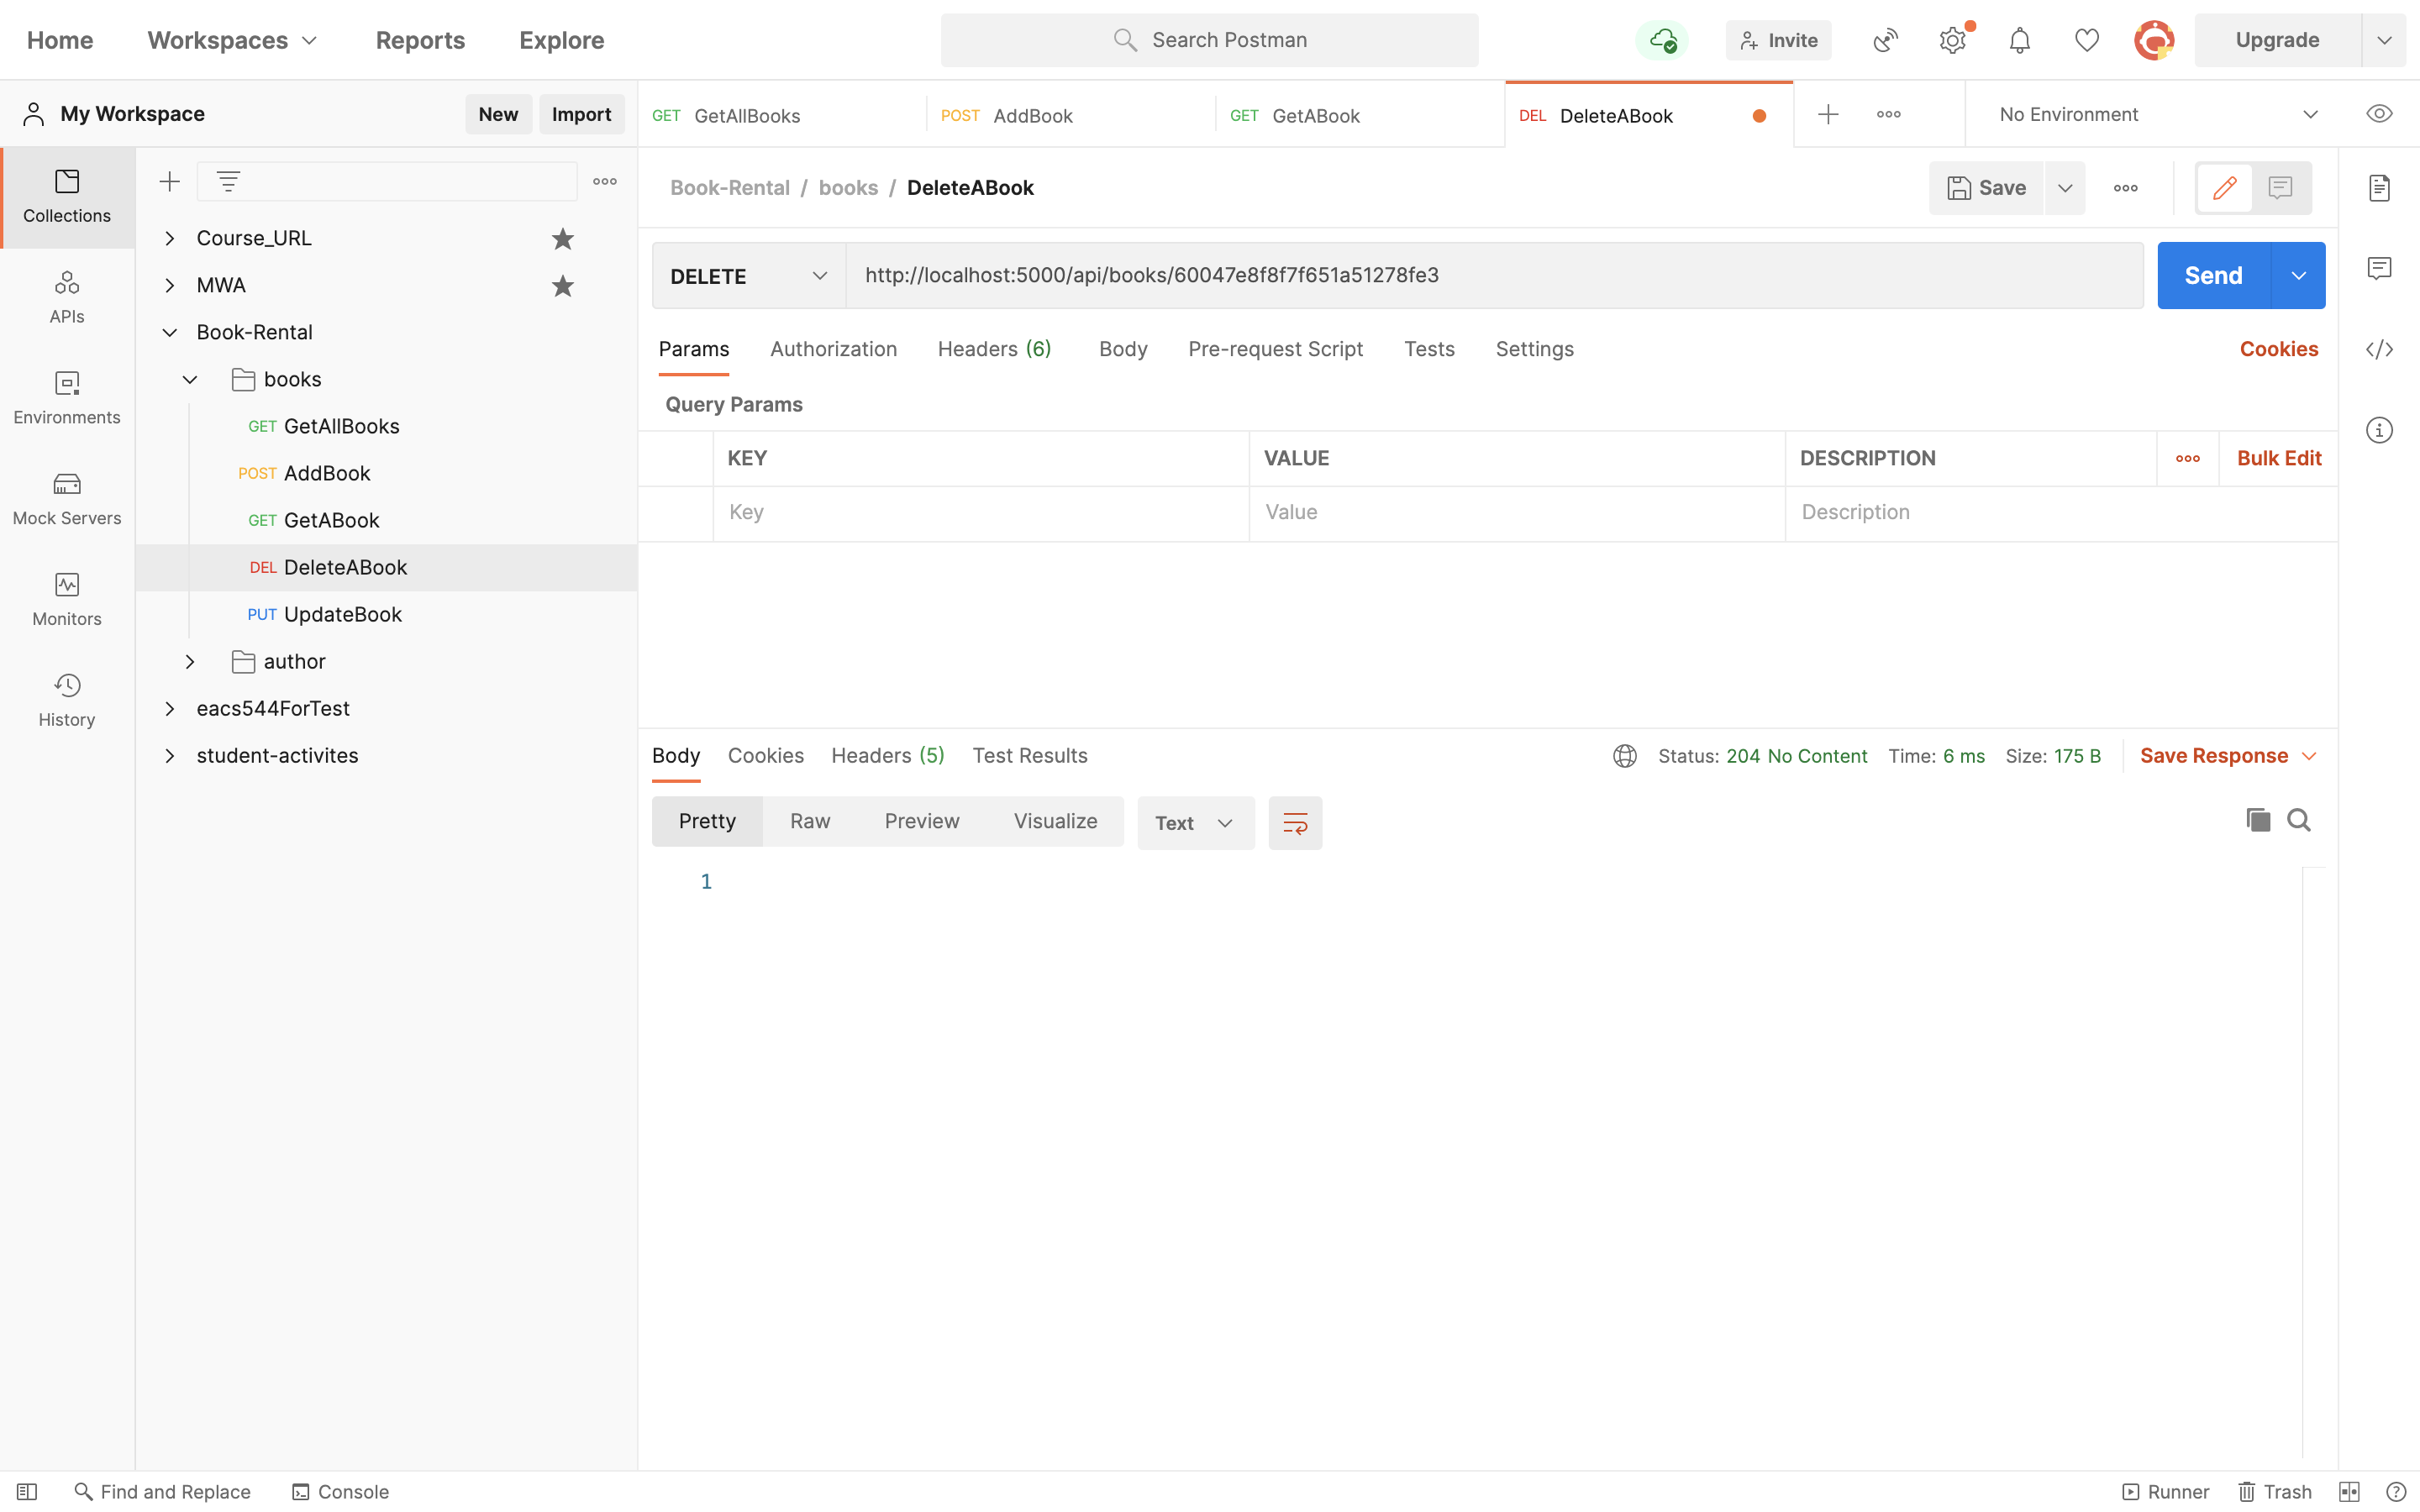 Home Workspaces Reports Explore Search Postman Invite Upgrade
My Workspace New Import GET GetAllBooks POST AddBook GET GetABook DEL DeleteABook No Environment
Collections
APIs
Environments
Mock Servers
Monitors
History
Course_URL
MWA
Book-Rental
books
GET GetAllBooks
POST AddBook
GET GetABook
DEL DeleteABook
PUT UpdateBook
author
eacs544ForTest
student-activites
Book-Rental / books / DeleteABook Save
DELETE http://localhost:5000/api/books/60047e8f8f7f651a51278fe3 Send
Params Authorization Headers (6) Body Pre-request Script Tests Settings Cookies
Query Params
KEY VALUE DESCRIPTION Bulk Edit
Key Value Description
Body Cookies Headers (5) Test Results Status: 204 No Content Time: 6 ms Size: 175 B Save Response
Pretty Raw Preview Visualize Text
1
Find and Replace Console Runner Trash